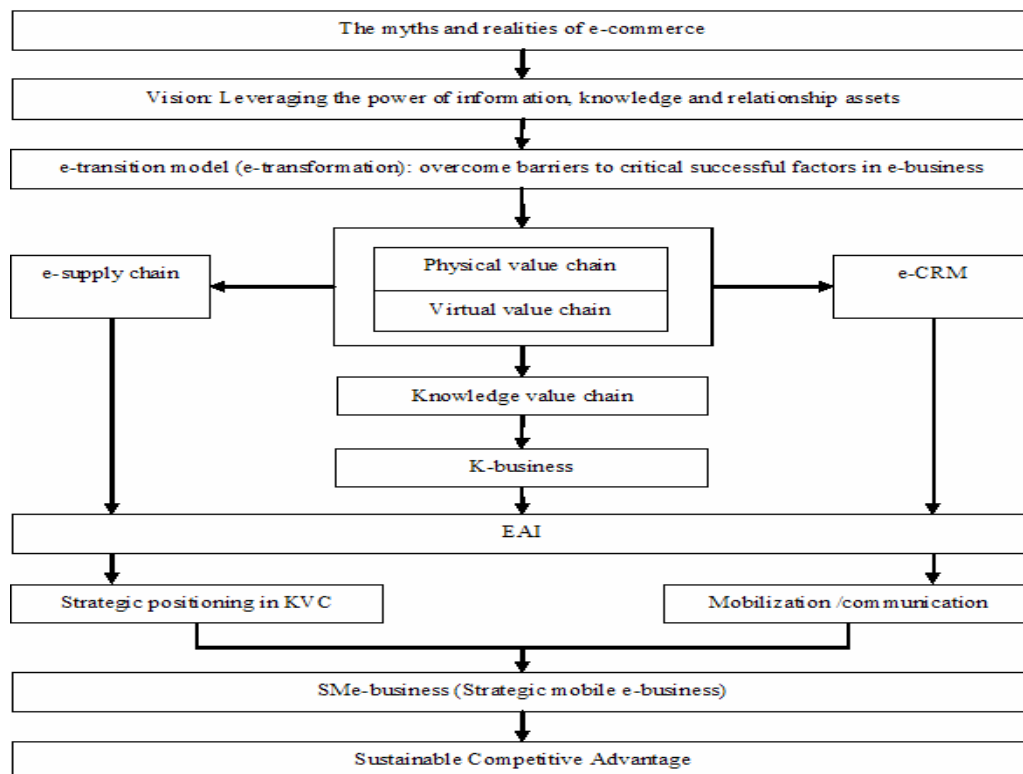 The myths and realities of e-commerce
Vision: Leveraging the power of information, knowledge and relationship assets
e-transition model (e-transformation): overcome barriers to critical successful factors in e-business
e-supply chain
Physical value chain
Virtual value chain
e-CRM
Knowledge value chain
K-business
EAI
Strategic positioning in KVC
Mobilization /communication
SMe-business (Strategic mobile e-business)
Sustainable Competitive Advantage